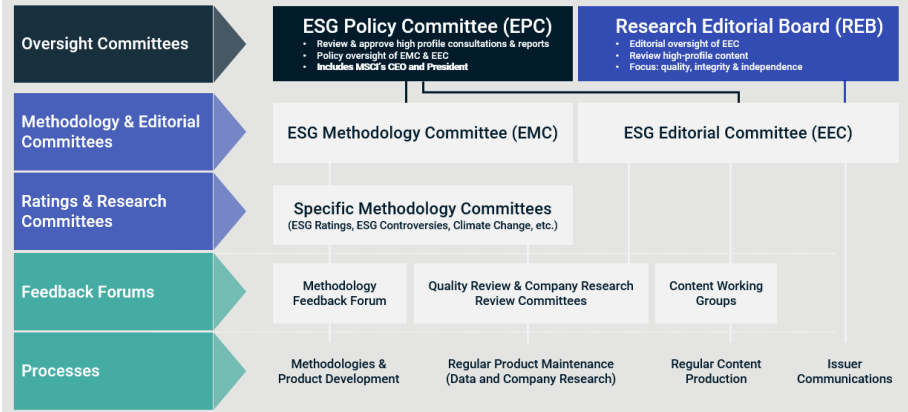 Oversight Committees
ESG Policy Committee (EPC)
• Review & approve high profile consultations & reports
• Policy oversight of EMC & EEC
• Includes MSCI's CEO and President
Research Editorial Board (REB)
• Editorial oversight of EEC
• Review high-profile content
• Focus: quality, integrity & independence
Methodology & Editorial
Committees
ESG Methodology Committee (EMC)
ESG Editorial Committee (EEC)
Ratings & Research
Committees
Specific Methodology Committees
(ESG Ratings, ESG Controversies, Climate Change, etc.)
Feedback Forums
Methodology
Feedback Forum
Quality Review & Company Research
Review Committees
Content Working
Groups
Processes
Methodologies &
Product Development
Regular Product Maintenance
(Data and Company Research)
Regular Content
Production
Issuer
Communications